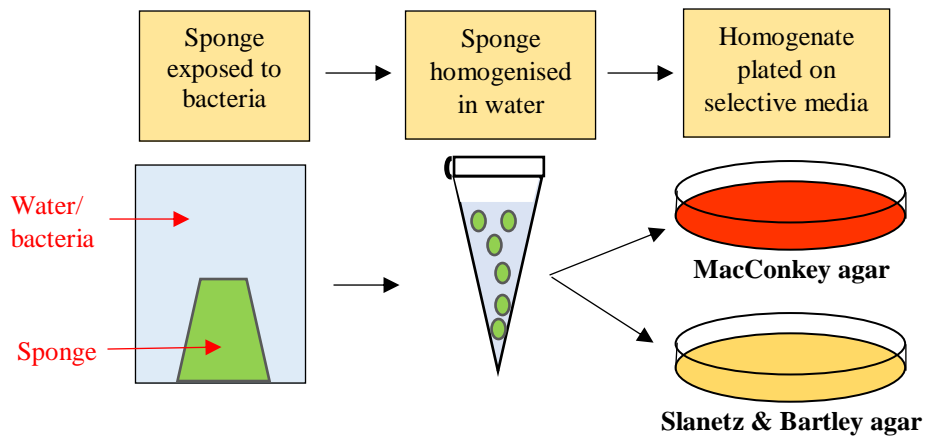 Sponge
exposed to
bacteria
Sponge
homogenised
in water
Homogenate
plated on
selective media
Water/
bacteria
Sponge
MacConkey agar
Slanetz & Bartley agar